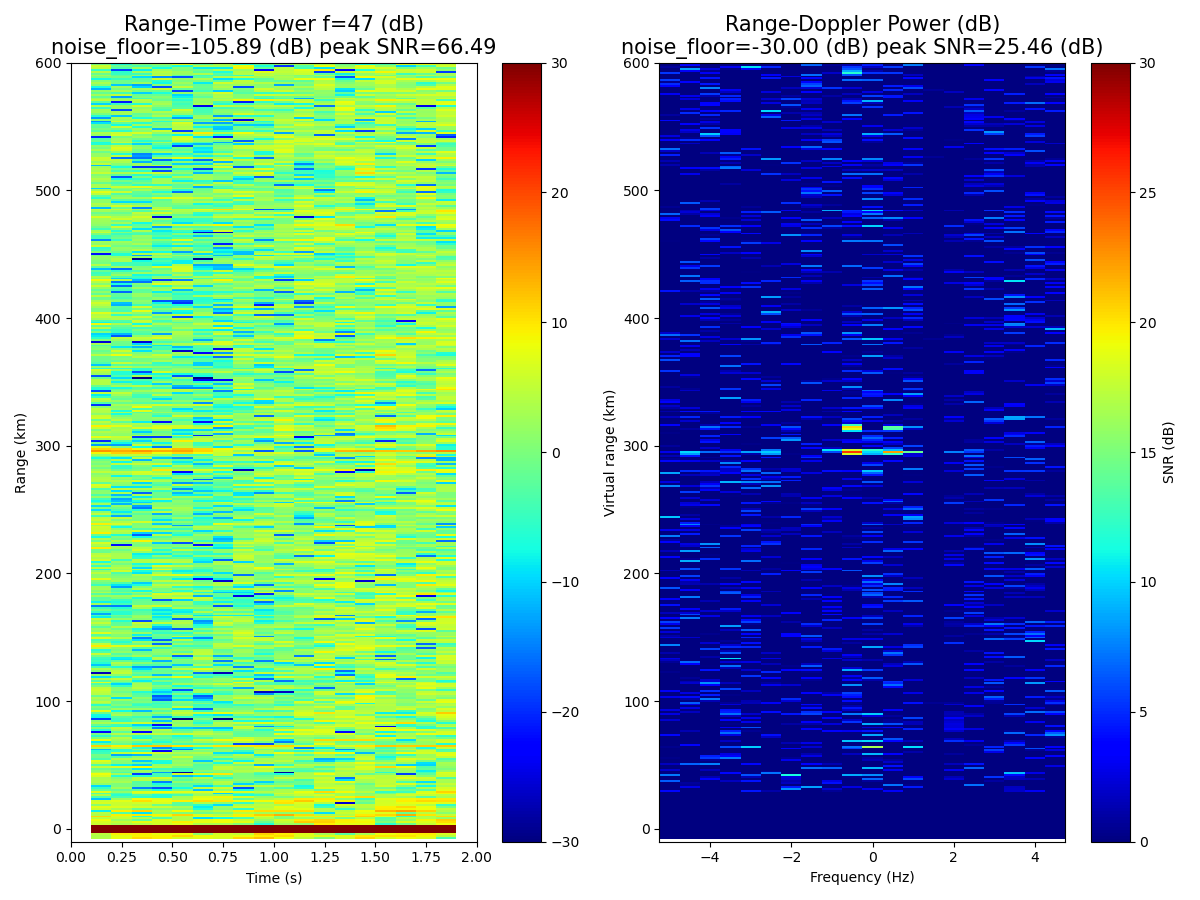 Range-Time Power f=47 (dB)
noise_floor=-105.89 (dB) peak SNR=66.49
Range-Doppler Power (dB)
noise_floor=-30.00 (dB) peak SNR=25.46 (dB)
600
500
400
300
200
100
0
Range (km)
0.00 0.25 0.50 0.75 1.00 1.25 1.50 1.75 2.00
Time (s)
30
20
10
0
−10
−20
−30
600
500
400
300
200
100
0
Virtual range (km)
−4 −2 0 2 4
Frequency (Hz)
30
25
20
15
10
5
0
SNR (dB)